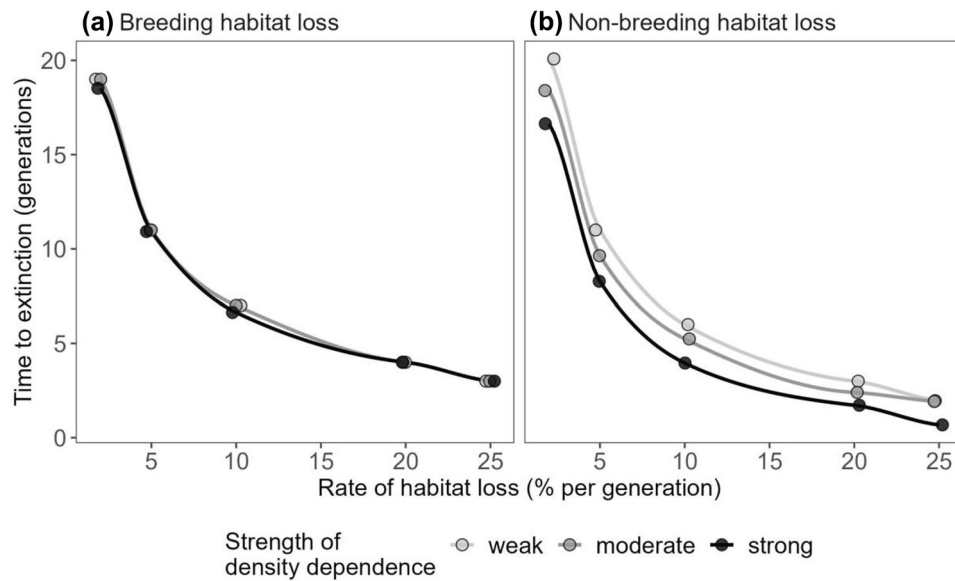 (a) Breeding habitat loss
(b) Non-breeding habitat loss
Time to extinction (generations)
20
15
10
5
0
5 10 15 20 25
5 10 15 20 25
Rate of habitat loss (% per generation)
Strength of
density dependence
weak moderate strong